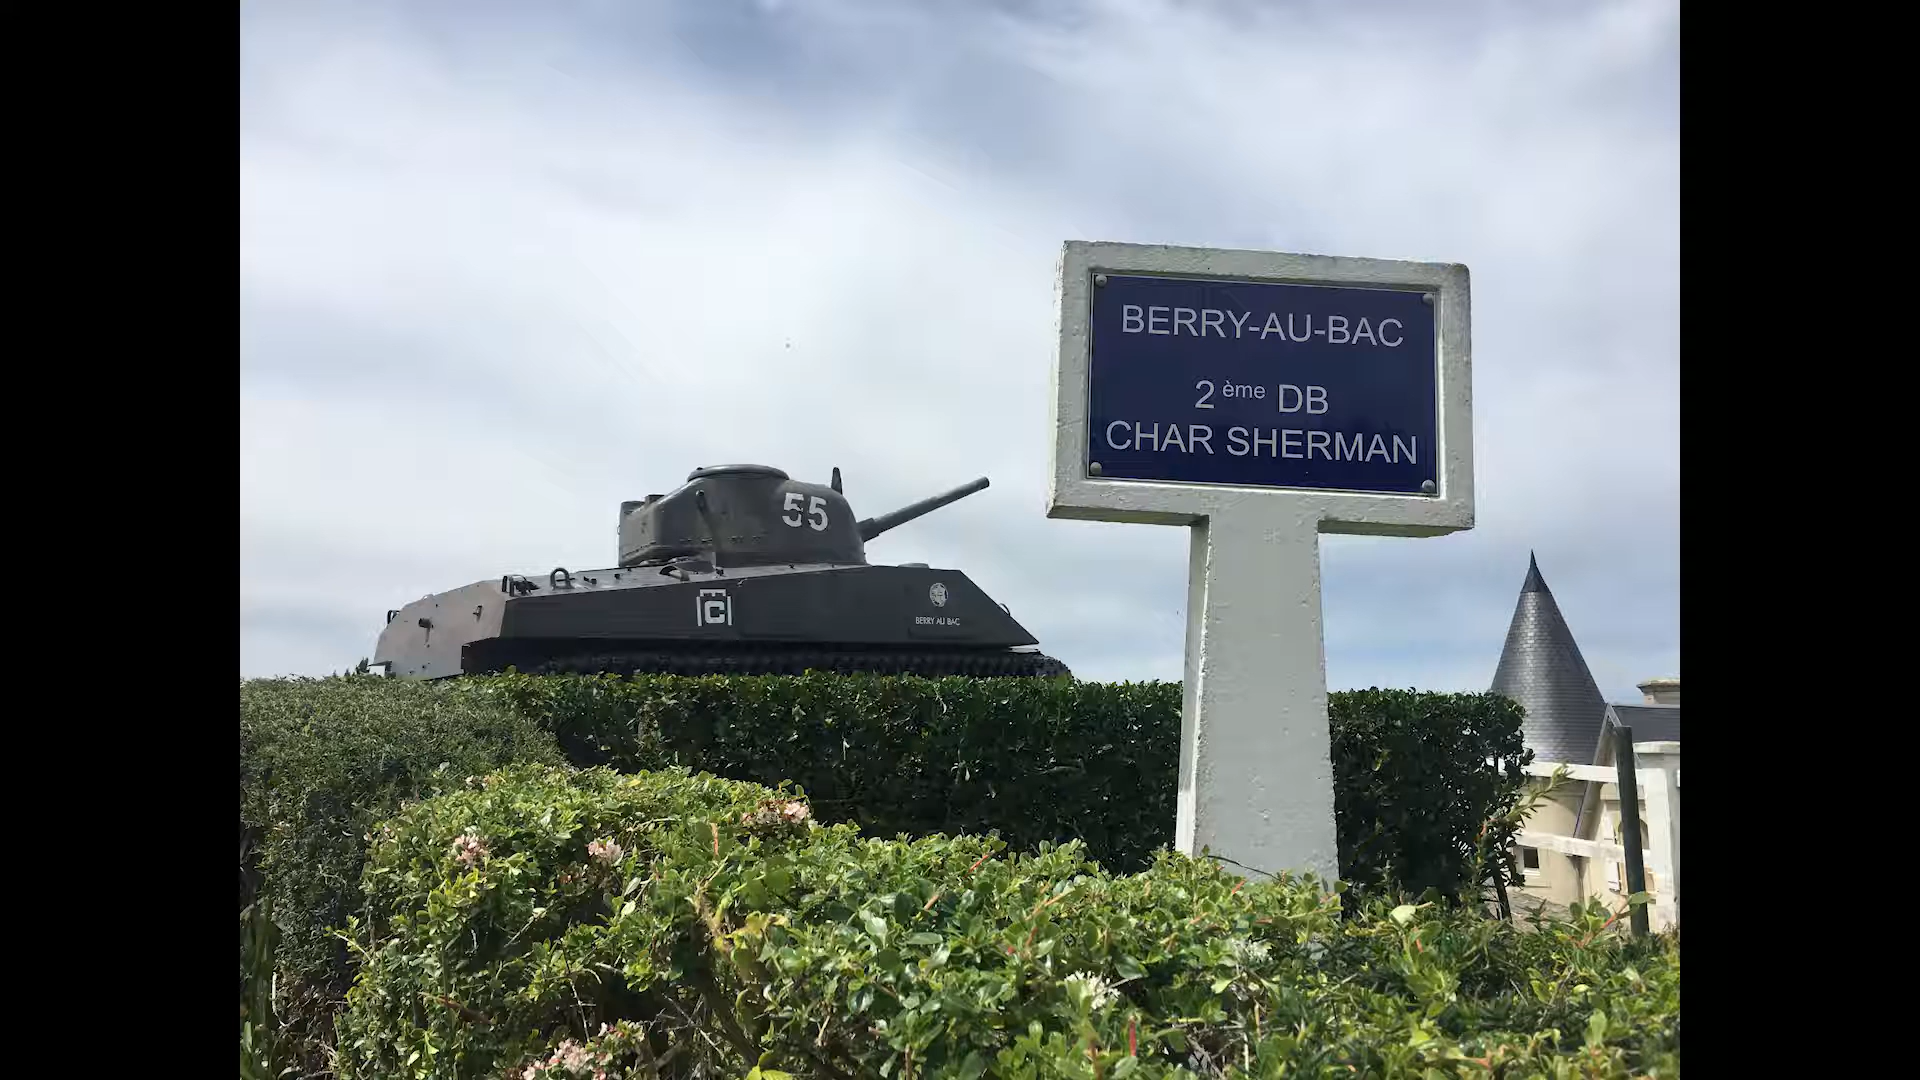 BERRY-AU-BAC
2 ème DB
CHAR SHERMAN
55
C
BERRY AU BAC